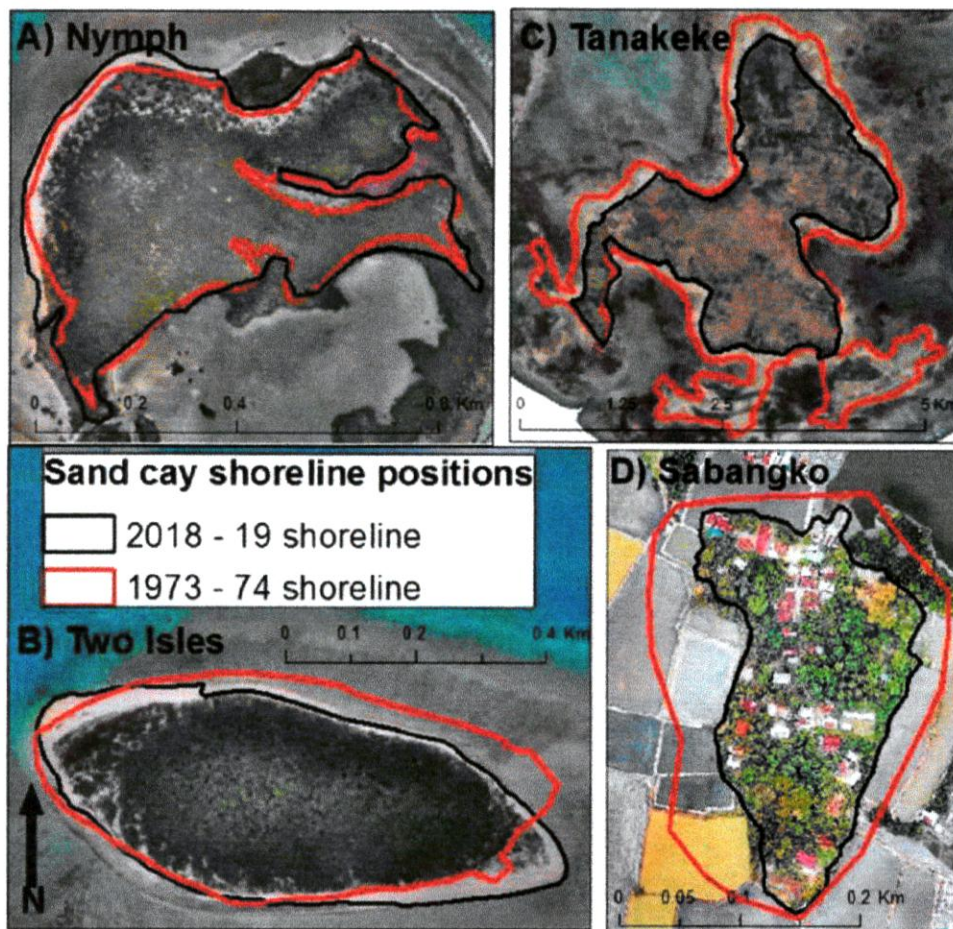 A) Nymph
0 0.2 0.4 0.8 Km
C) Tanakeke
0 1.25 2.5 5 Km
Sand cay shoreline positions
2018 - 19 shoreline
1973 - 74 shoreline
B) Two Isles
0 0.1 0.2 0.4 Km
N
D) Sabangko
0 0.05 0.1 0.2 Km